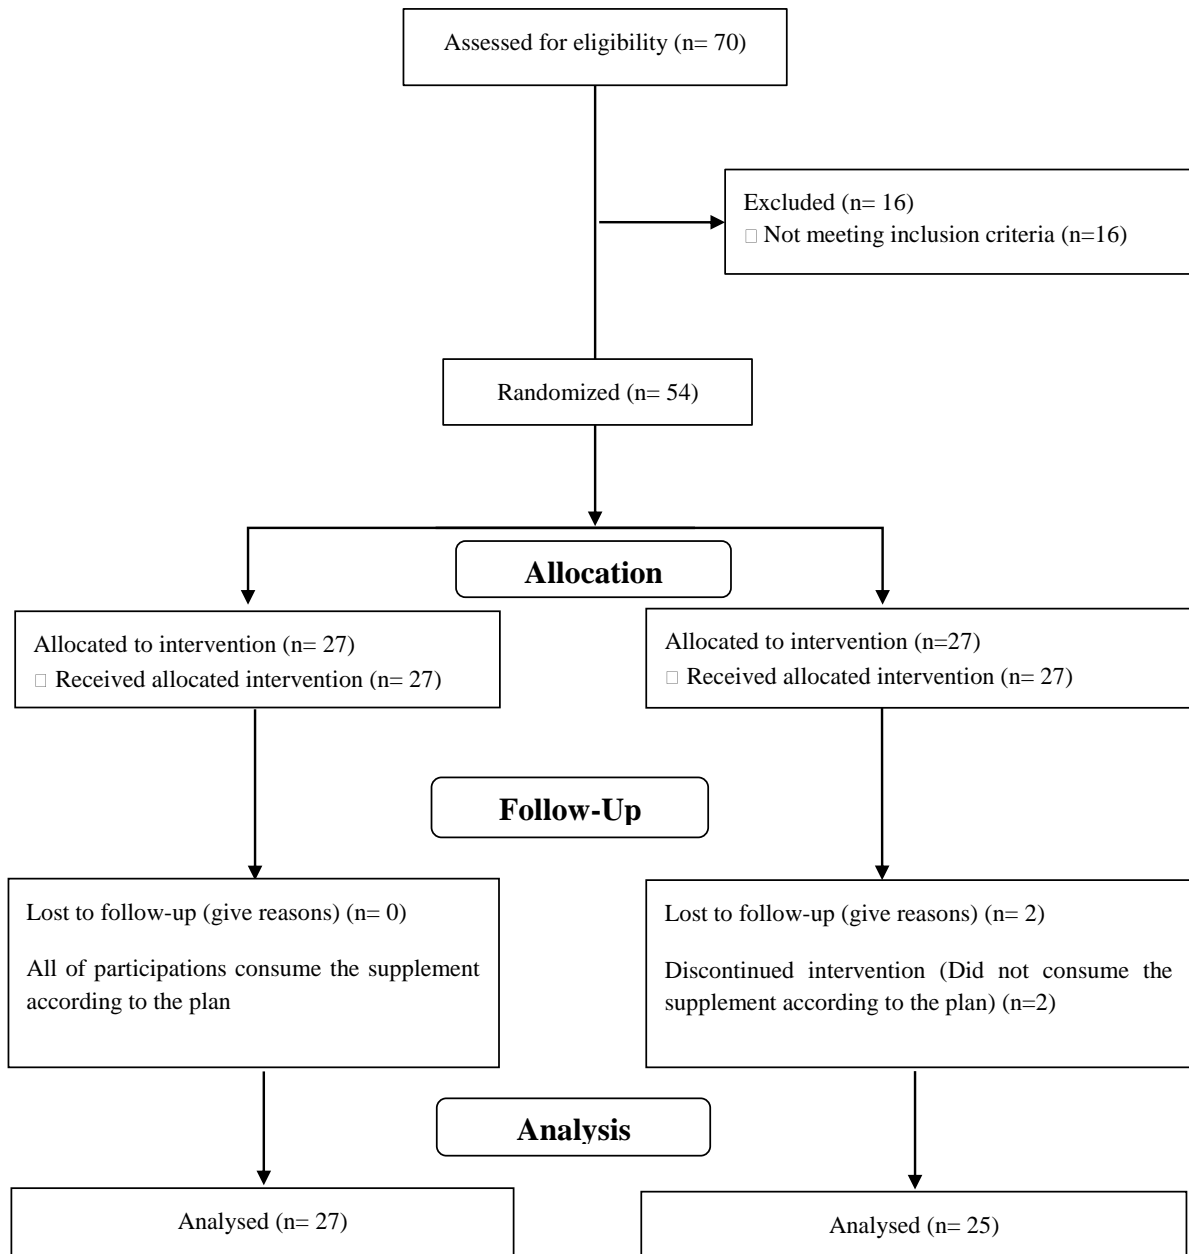 Assessed for eligibility (n= 70)
Excluded (n= 16)
□ Not meeting inclusion criteria (n=16)
Randomized (n= 54)
Allocation
Allocated to intervention (n= 27)
□ Received allocated intervention (n= 27)
Allocated to intervention (n=27)
□ Received allocated intervention (n= 27)
Follow-Up
Lost to follow-up (give reasons) (n= 0)
All of participations consume the supplement
according to the plan
Lost to follow-up (give reasons) (n= 2)
Discontinued intervention (Did not consume the
supplement according to the plan) (n=2)
Analysis
Analysed (n= 27)
Analysed (n= 25)